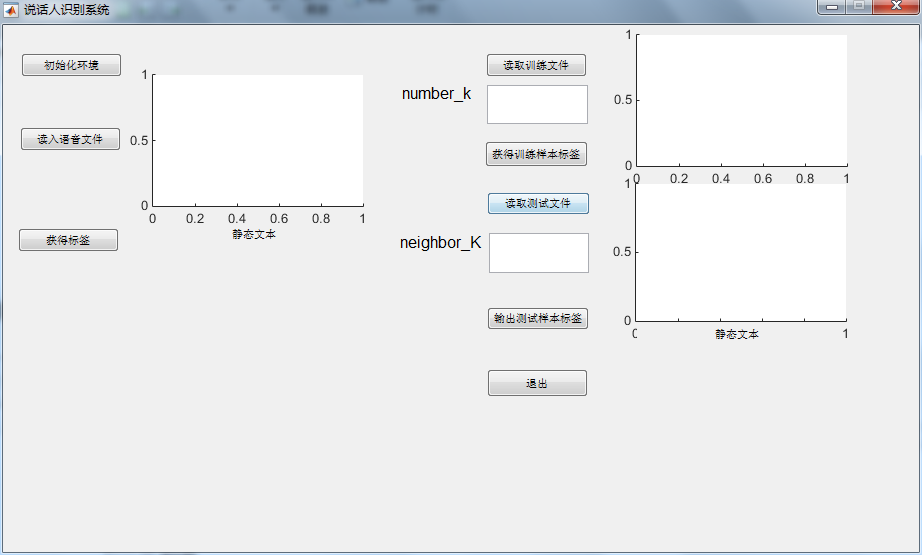 说话人识别系统
初始化环境
读入语音文件
获得标签
1
0.5
0
0 0.2 0.4 0.6 0.8 1
静态文本
读取训练文件
number_k
获得训练样本标签
读取测试文件
neighbor_K
输出测试样本标签
退出
1
0.5
0
0 0.2 0.4 0.6 0.8 1
1
0.5
0
0 静态文本 1